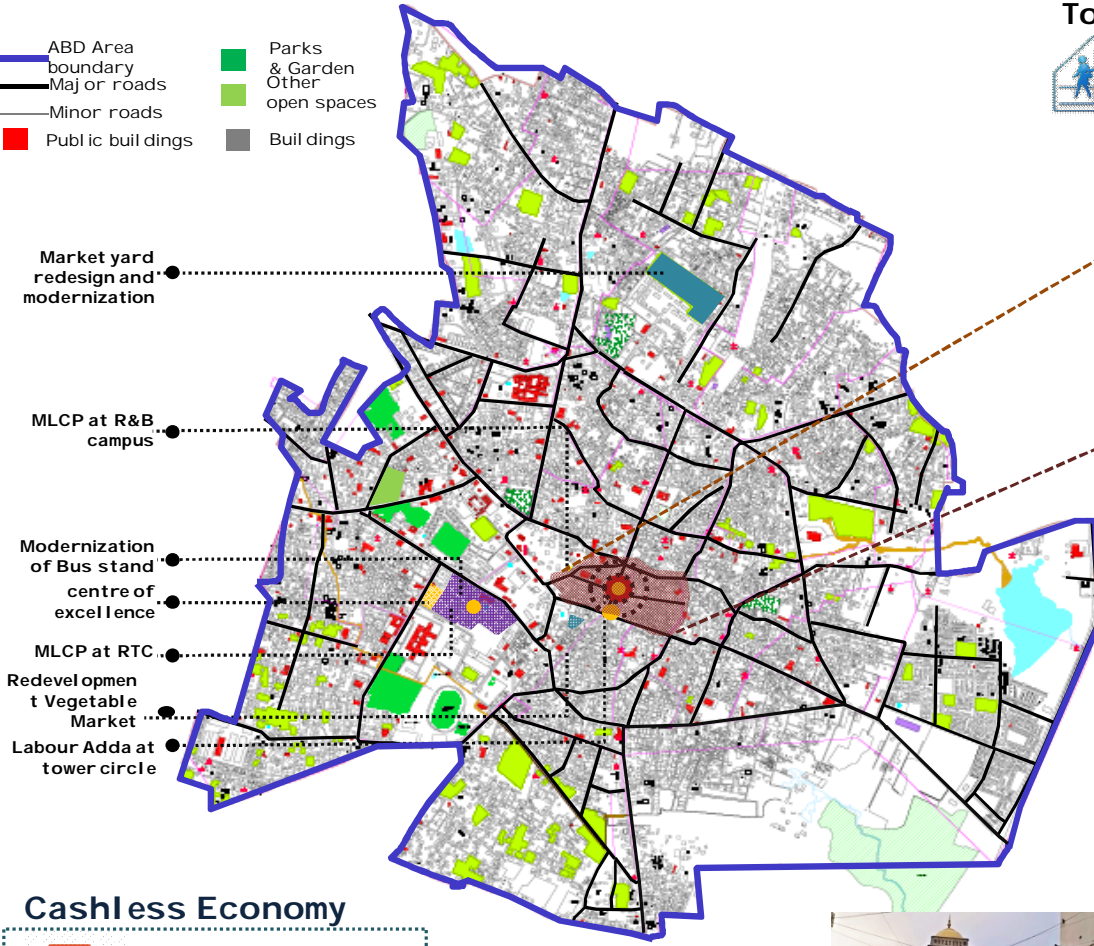 To
ABD Area
boundary
Major roads
Minor roads
Public buildings
Parks
& Garden
Other
open spaces
Buildings
Market yard
redesign and
modernization
MLCP at R&B
campus
Modernization
of Bus stand
centre of
excellence
MLCP at RTC
Redevelopmen
t Vegetable
Market
Labour Adda at
tower circle
Cashless Economy